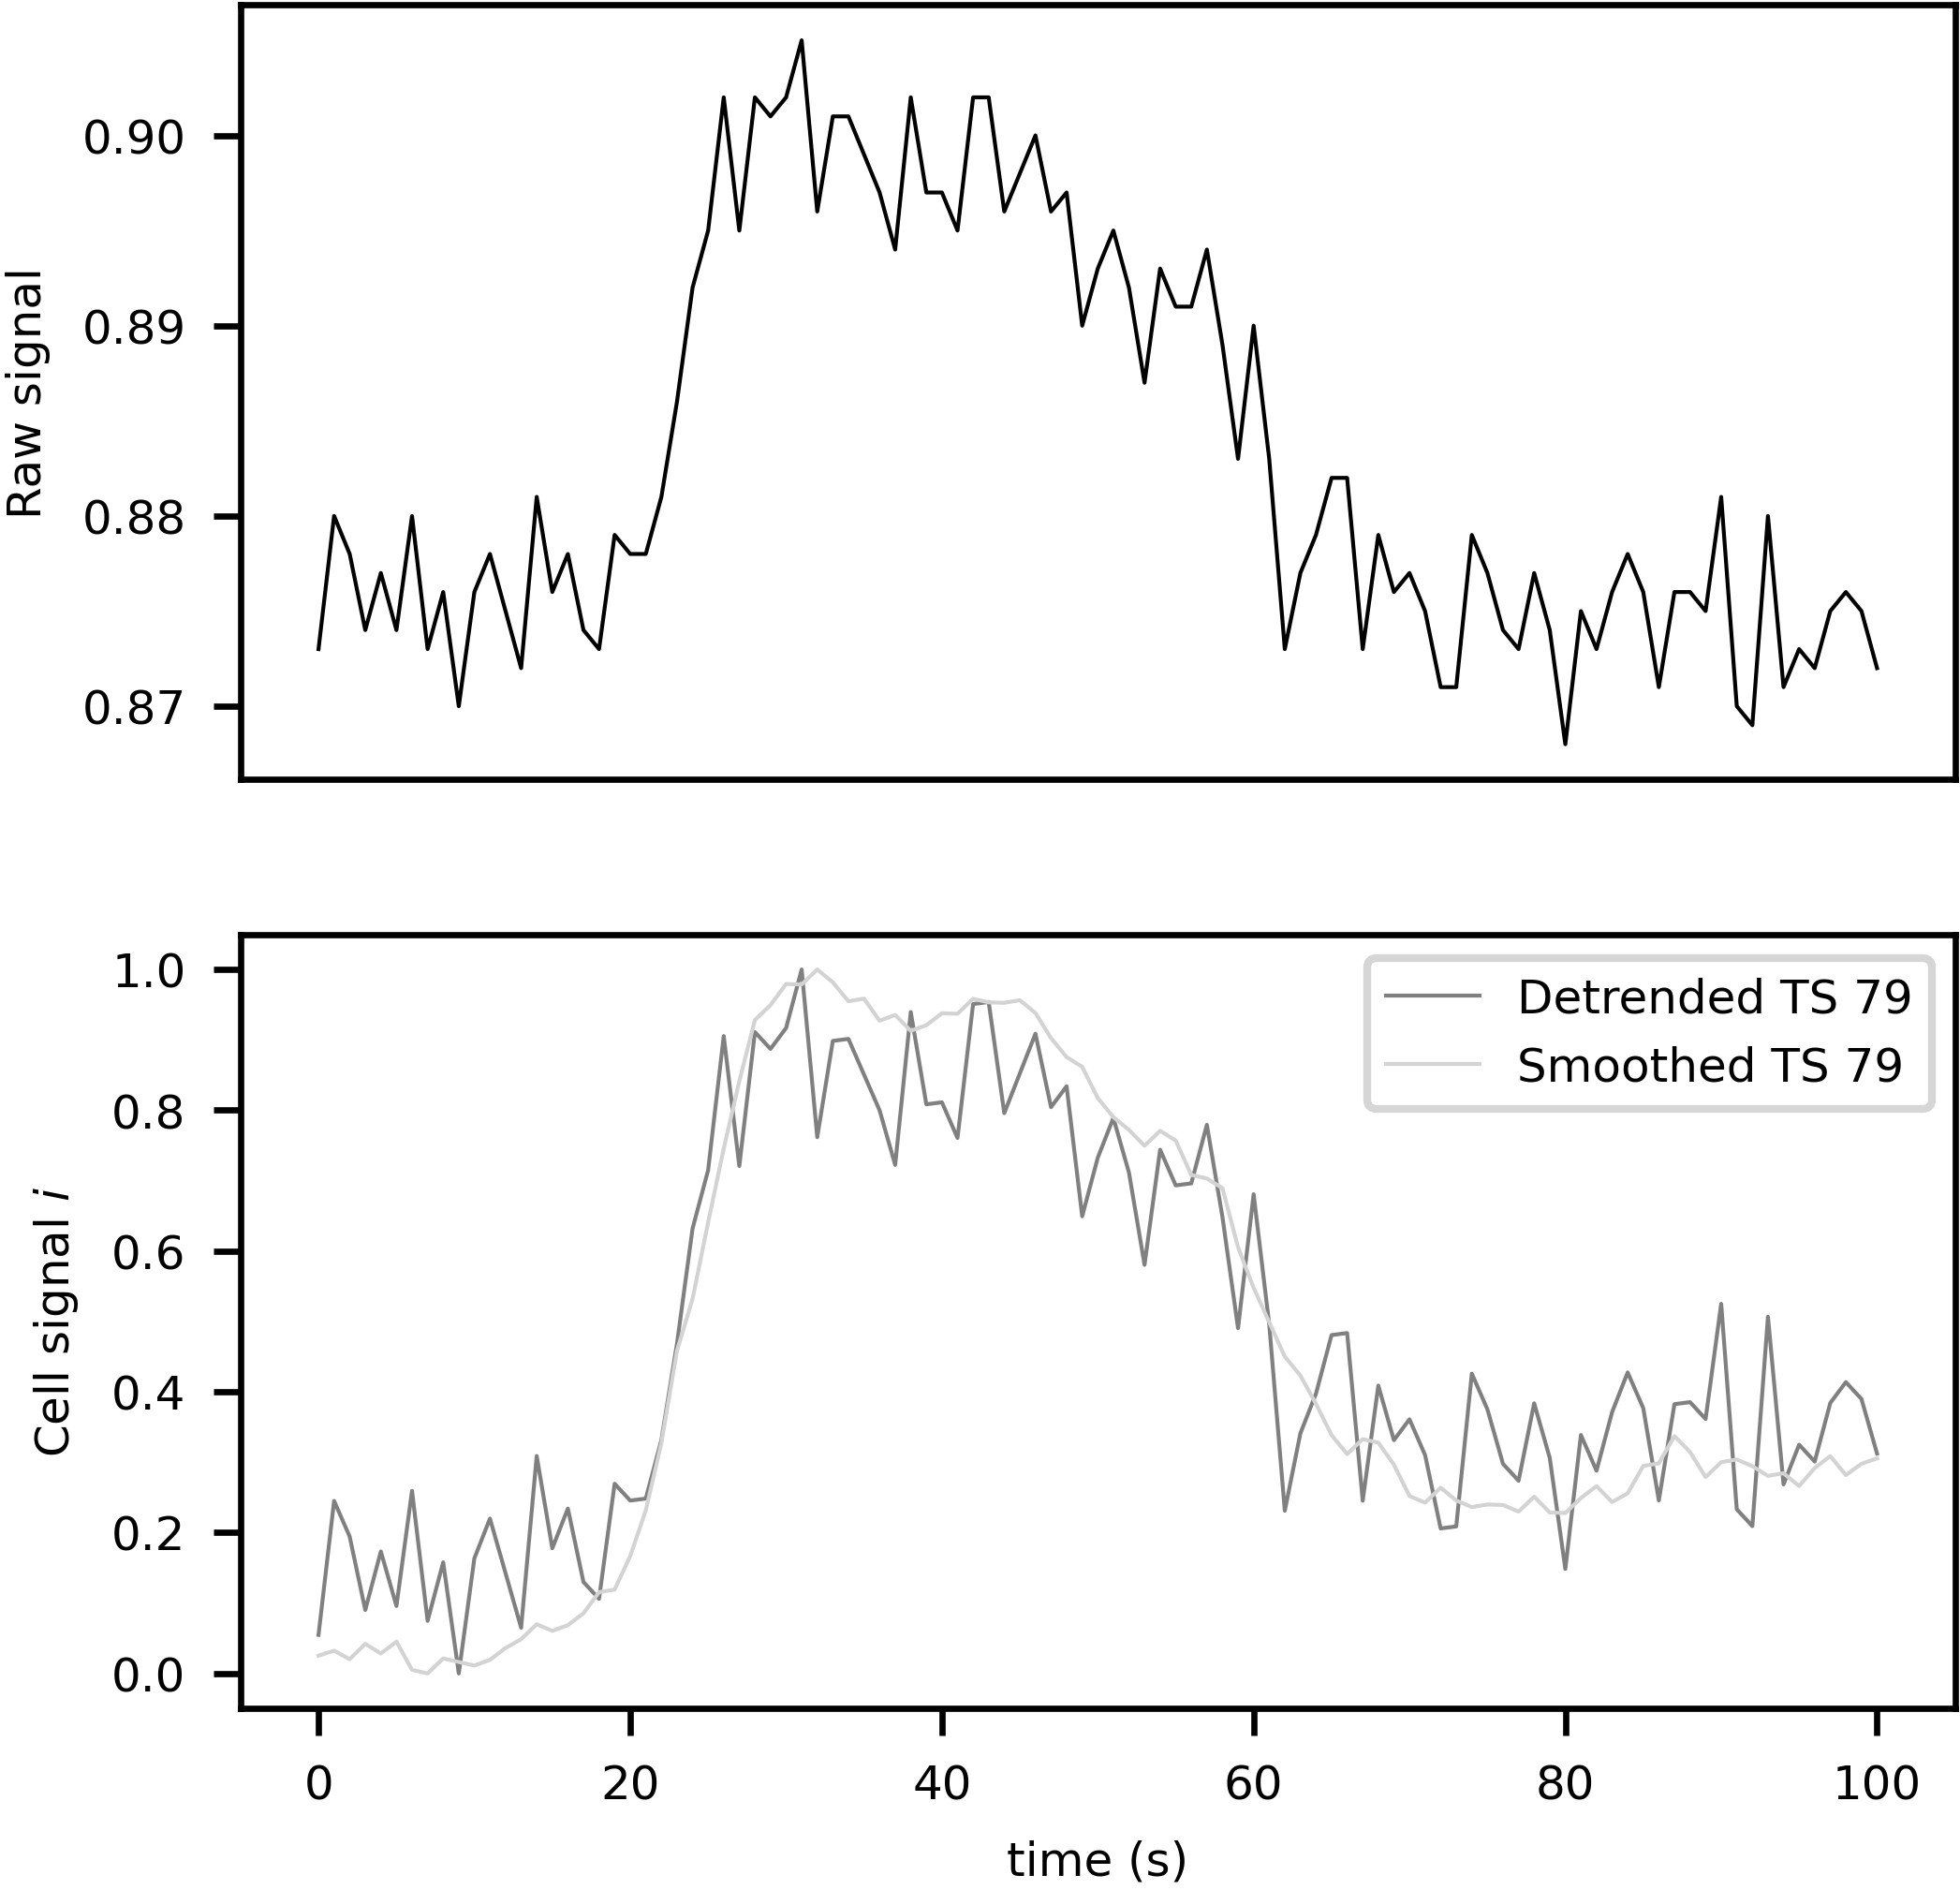 Raw signal
0.90
0.89
0.88
0.87
Cell signal i
1.0
0.8
0.6
0.4
0.2
0.0
Detrended TS 79
Smoothed TS 79
0 20 40 60 80 100
time (s)